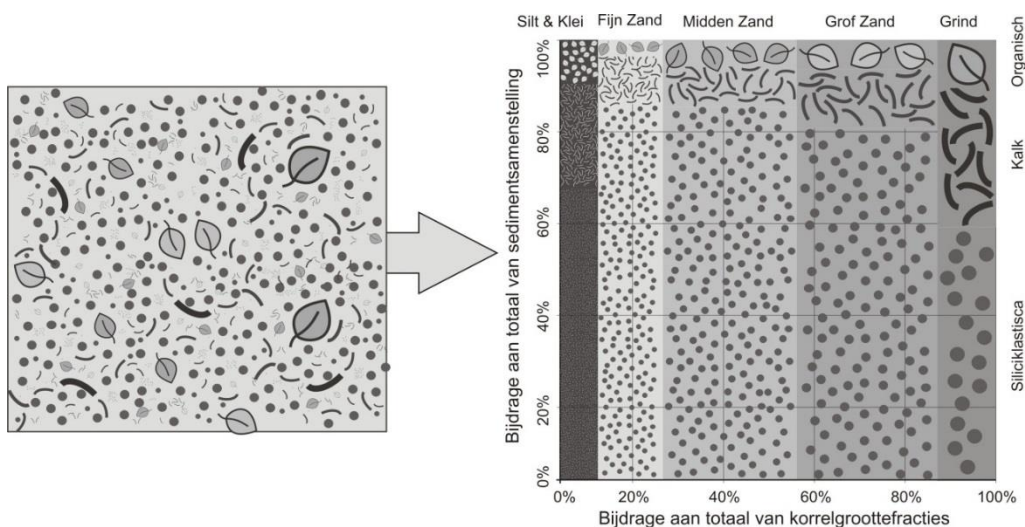 Silt & Klei Fijn Zand Midden Zand Grof Zand Grind
Bijdrage aan totaal van sedimentsamenstelling
100%
80%
60%
40%
20%
0%
Organisch
Kalk
Siliciklastisca
0% 20% 40% 60% 80% 100%
Bijdrage aan totaal van korrelgroottefracties